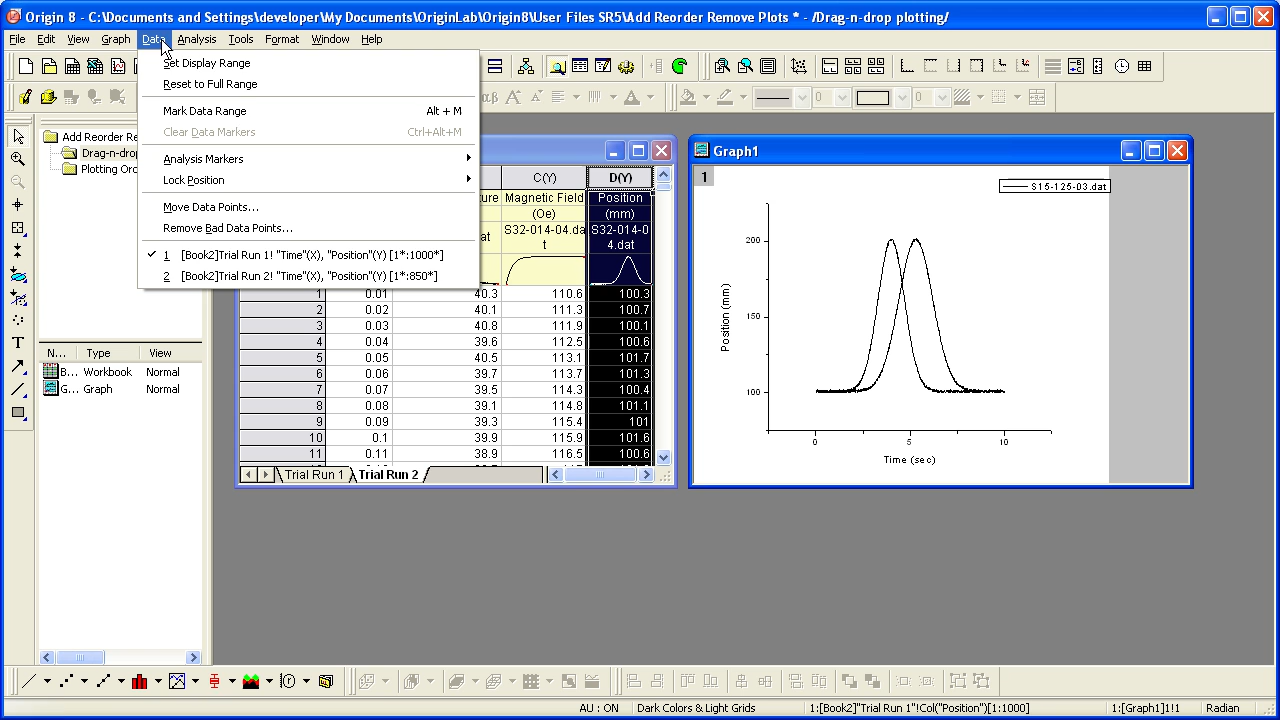 Origin 8 - C:\Documents and Settings\developer\My Documents\OriginLab\Origin8\User Files SR5\Add Reorder Remove Plots * - /Drag-n-drop plotting/
File Edit View Graph Data Analysis Tools Format Window Help
Set Display Range
Reset to Full Range
Mark Data Range Alt + M
Clear Data Markers Ctrl+Alt+M
Analysis Markers
Lock Position
Move Data Points...
Remove Bad Data Points...
1 [Book2]Trial Run 1! "Time"(X), "Position"(Y) [1*:1000*]
2 [Book2]Trial Run 2! "Time"(X), "Position"(Y) [1*:850*]
Add Reorder Re
Drag-n-drop
Plotting Orc
N... Type View
B... Workbook Normal
G... Graph Normal
C(Y) D(Y)
ture Magnetic Field Position
(Oe) (mm)
at S32-014-04.da S32-014-0
t 4.dat
1 0.01 40.3 110.6 100.3
2 0.02 40.1 111.3 100.7
3 0.03 40.8 111.9 100.1
4 0.04 39.6 112.5 100.6
5 0.05 40.5 113.1 101.7
6 0.06 39.7 113.7 101.3
7 0.07 39.5 114.3 100.4
8 0.08 39.1 114.8 101.1
9 0.09 39.3 115.4 101
10 0.1 39.9 115.9 101.6
11 0.11 38.9 116.5 100.6
Trial Run 1 Trial Run 2
Graph1
1
S15-125-03.dat
200
150
100
Position (mm)
0 5 10
Time (sec)
AU : ON Dark Colors & Light Grids 1:[Book2]"Trial Run 1"!Col("Position")[1:1000] 1:[Graph1]1!1 Radian